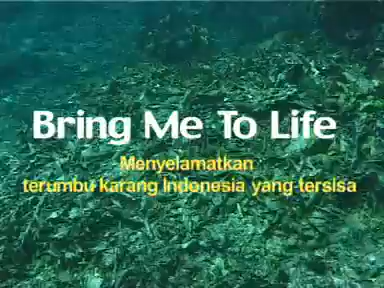 Bring Me To Life
Menyelamatkan
terumbu karang Indonesia yang tersisa